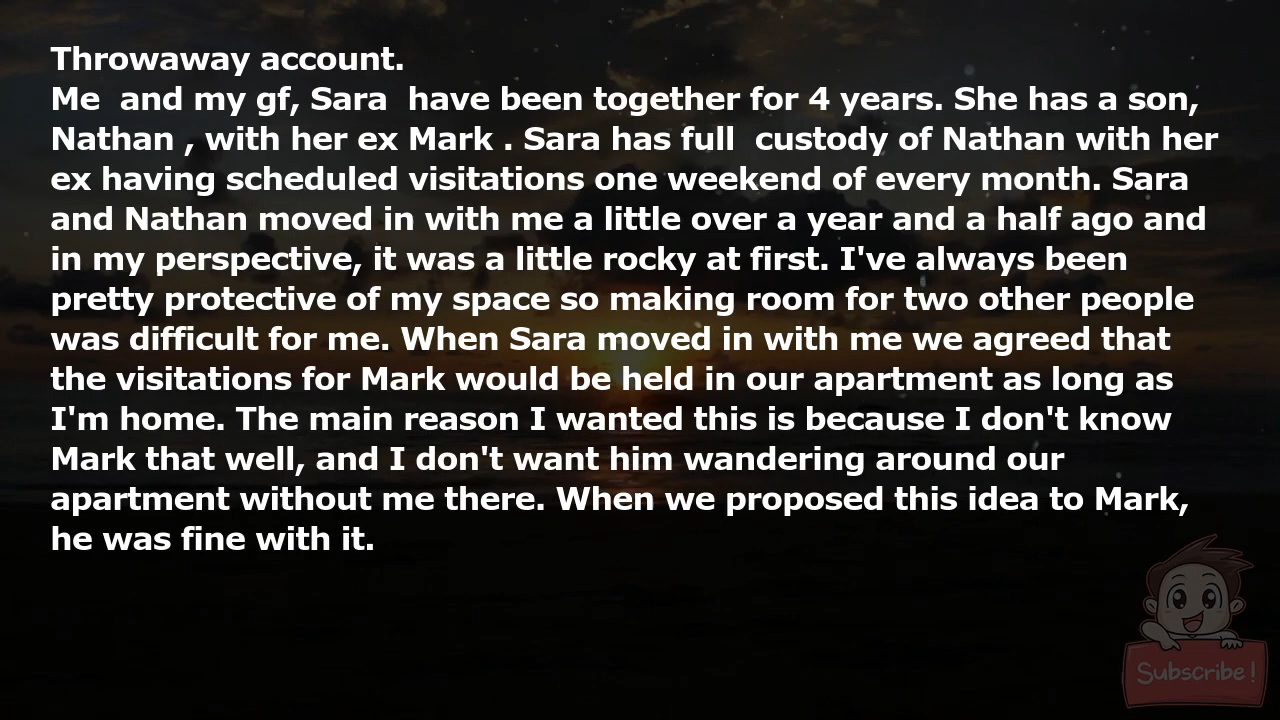 Throwaway account.
Me  and my gf, Sara  have been together for 4 years. She has a son,
Nathan , with her ex Mark . Sara has full  custody of Nathan with her
ex having scheduled visitations one weekend of every month. Sara
and Nathan moved in with me a little over a year and a half ago and
in my perspective, it was a little rocky at first. I've always been
pretty protective of my space so making room for two other people
was difficult for me. When Sara moved in with me we agreed that
the visitations for Mark would be held in our apartment as long as
I'm home. The main reason I wanted this is because I don't know
Mark that well, and I don't want him wandering around our
apartment without me there. When we proposed this idea to Mark,
he was fine with it.
Subscribe!